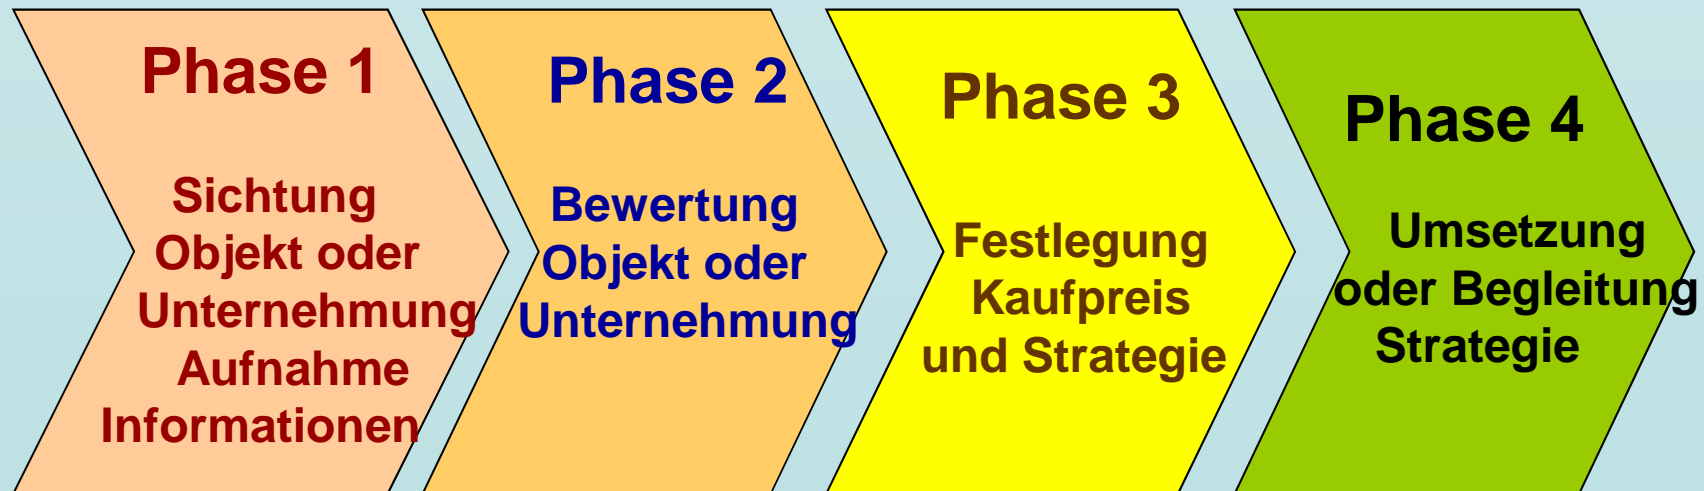 Phase 1
Sichtung
Objekt oder
Unternehmung
Aufnahme
Informationen
Phase 2
Bewertung
Objekt oder
Unternehmung
Phase 3
Festlegung
Kaufpreis
und Strategie
Phase 4
Umsetzung
oder Begleitung
Strategie